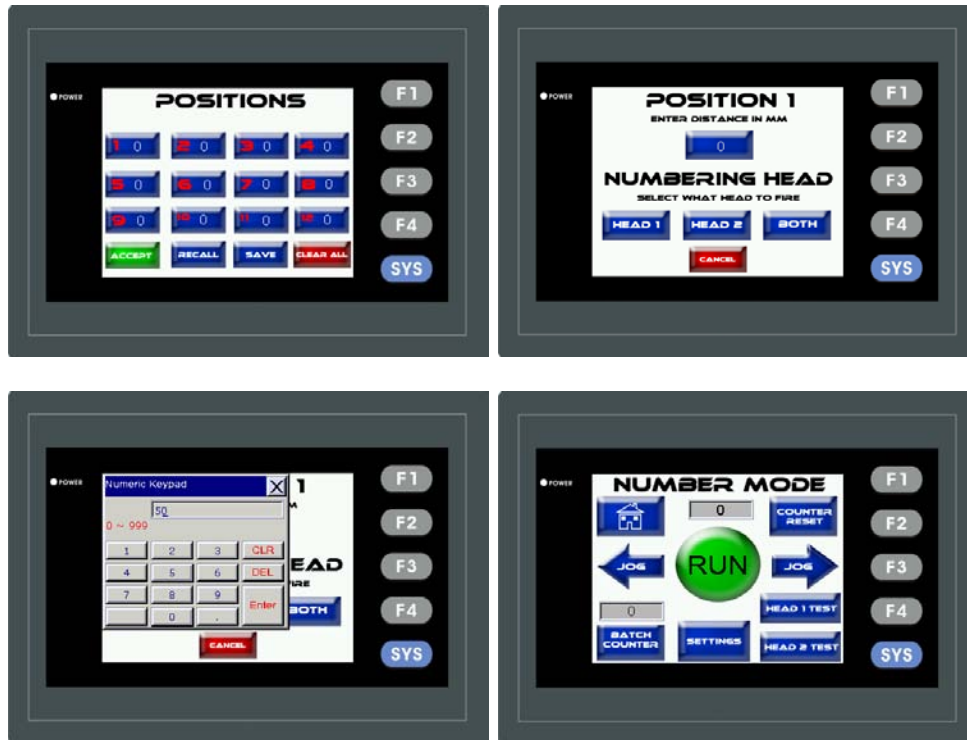 POWER
POSITIONS
1 0 2 0 3 0 4 0
5 0 6 0 7 0 8 0
9 0 10 0 11 0 12 0
ACCEPT RECALL SAVE CLEAR ALL
F1
F2
F3
F4
SYS
POWER
POSITION 1
ENTER DISTANCE IN MM
0
NUMBERING HEAD
SELECT WHAT HEAD TO FIRE
HEAD 1 HEAD 2 BOTH
CANCEL
F1
F2
F3
F4
SYS
POWER
Numeric Keypad X 1
50 M
0 ~ 999
1 2 3 CLR
4 5 6 DEL EAD
7 8 9 Enter IRE
0 . BOTH
CANCEL
F1
F2
F3
F4
SYS
POWER
NUMBER MODE
0 COUNTER
RESET
JOG RUN JOG
0 HEAD 1 TEST
BATCH
COUNTER SETTINGS HEAD 2 TEST
F1
F2
F3
F4
SYS